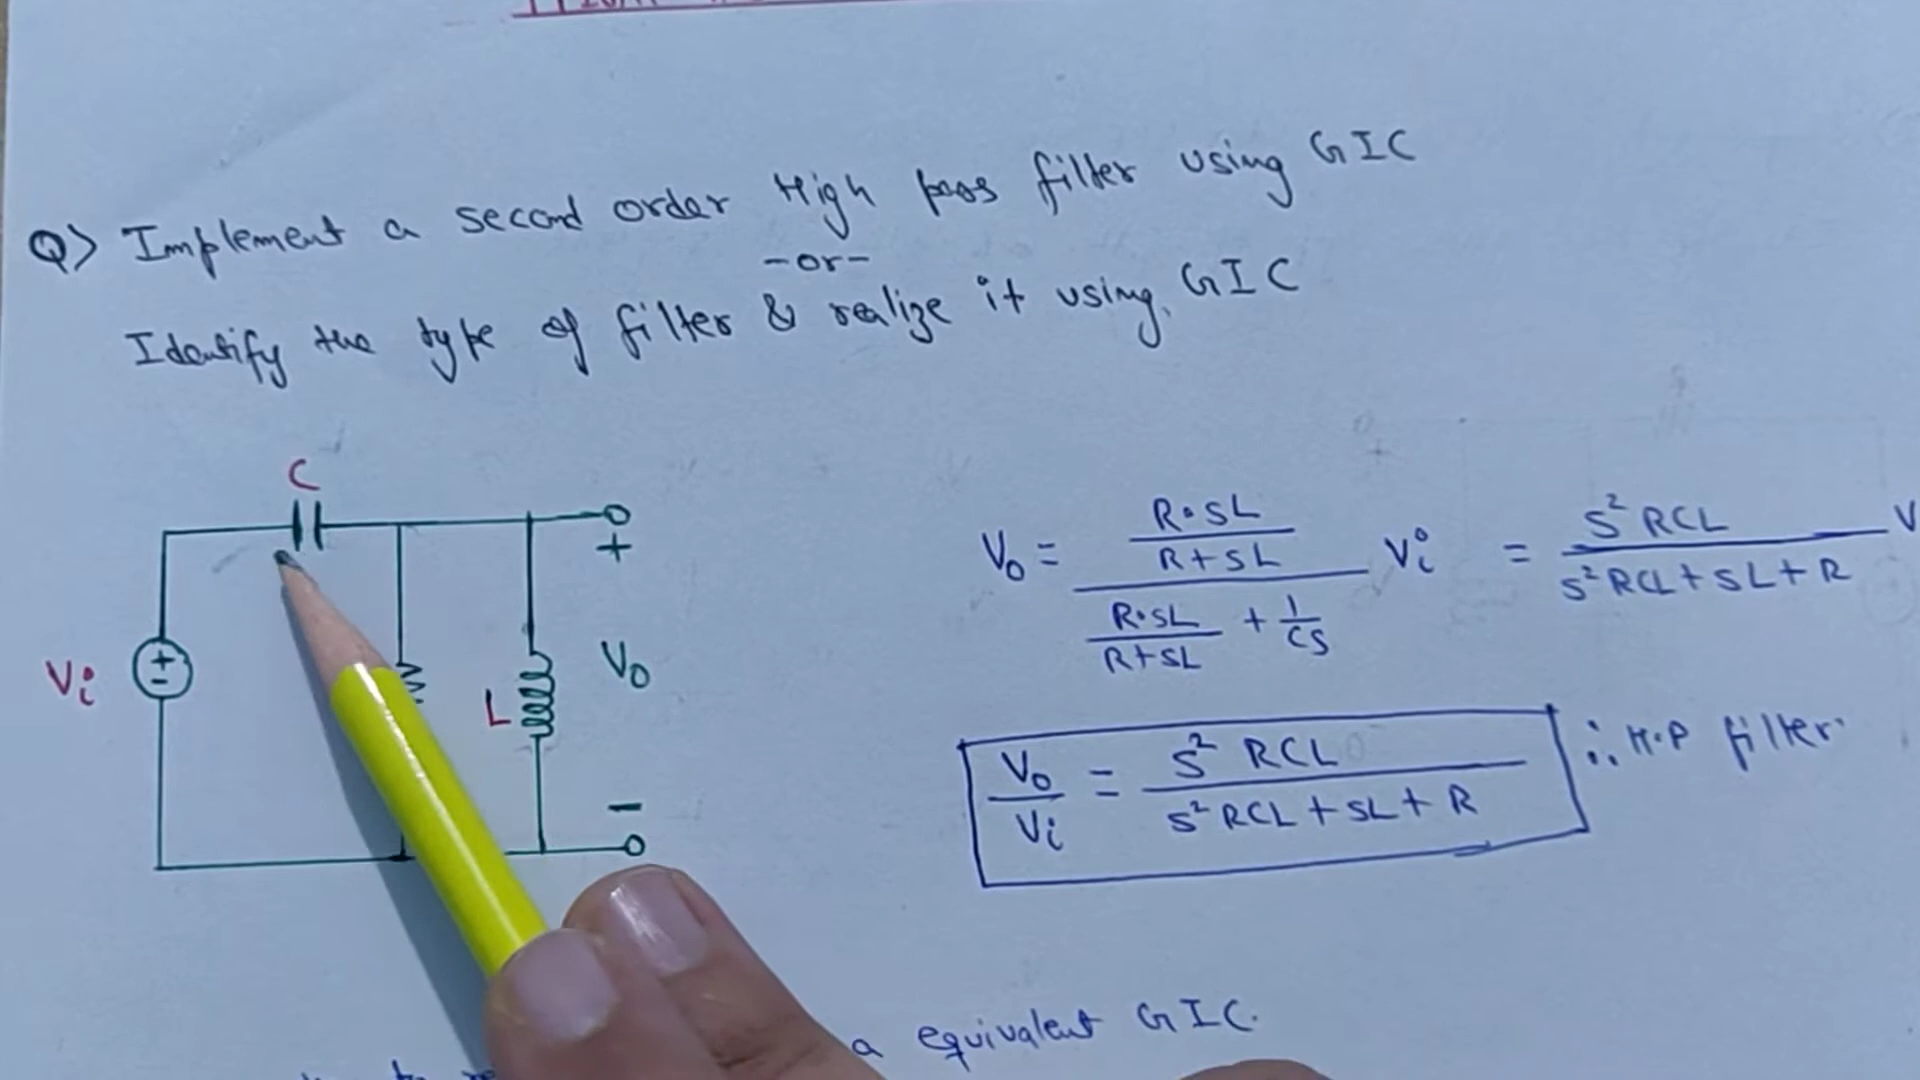 Q> Implement a second order High pass filter using GIC
-or-
Identify the type of filter & realize it using GIC
C
+
Vi
+
-
L
Vo
-
Vo = R·sL / R+sL / R·sL / R+sL + 1/CS Vi = S² RCL / S² RCL + SL + R V
Vo / Vi = S² RCL / S² RCL + SL + R ∴ H.P filter
a equivalent GIC.